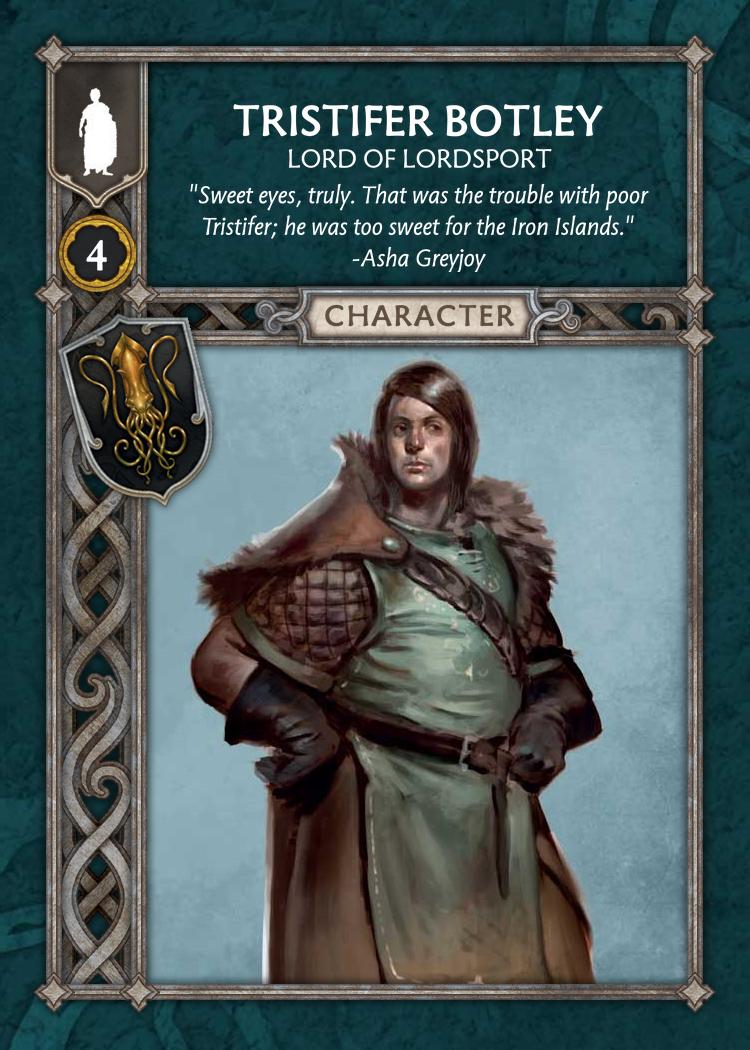 TRISTIFER BOTLEY
LORD OF LORDSPORT
"Sweet eyes, truly. That was the trouble with poor
Tristifer; he was too sweet for the Iron Islands."
-Asha Greyjoy
4
CHARACTER